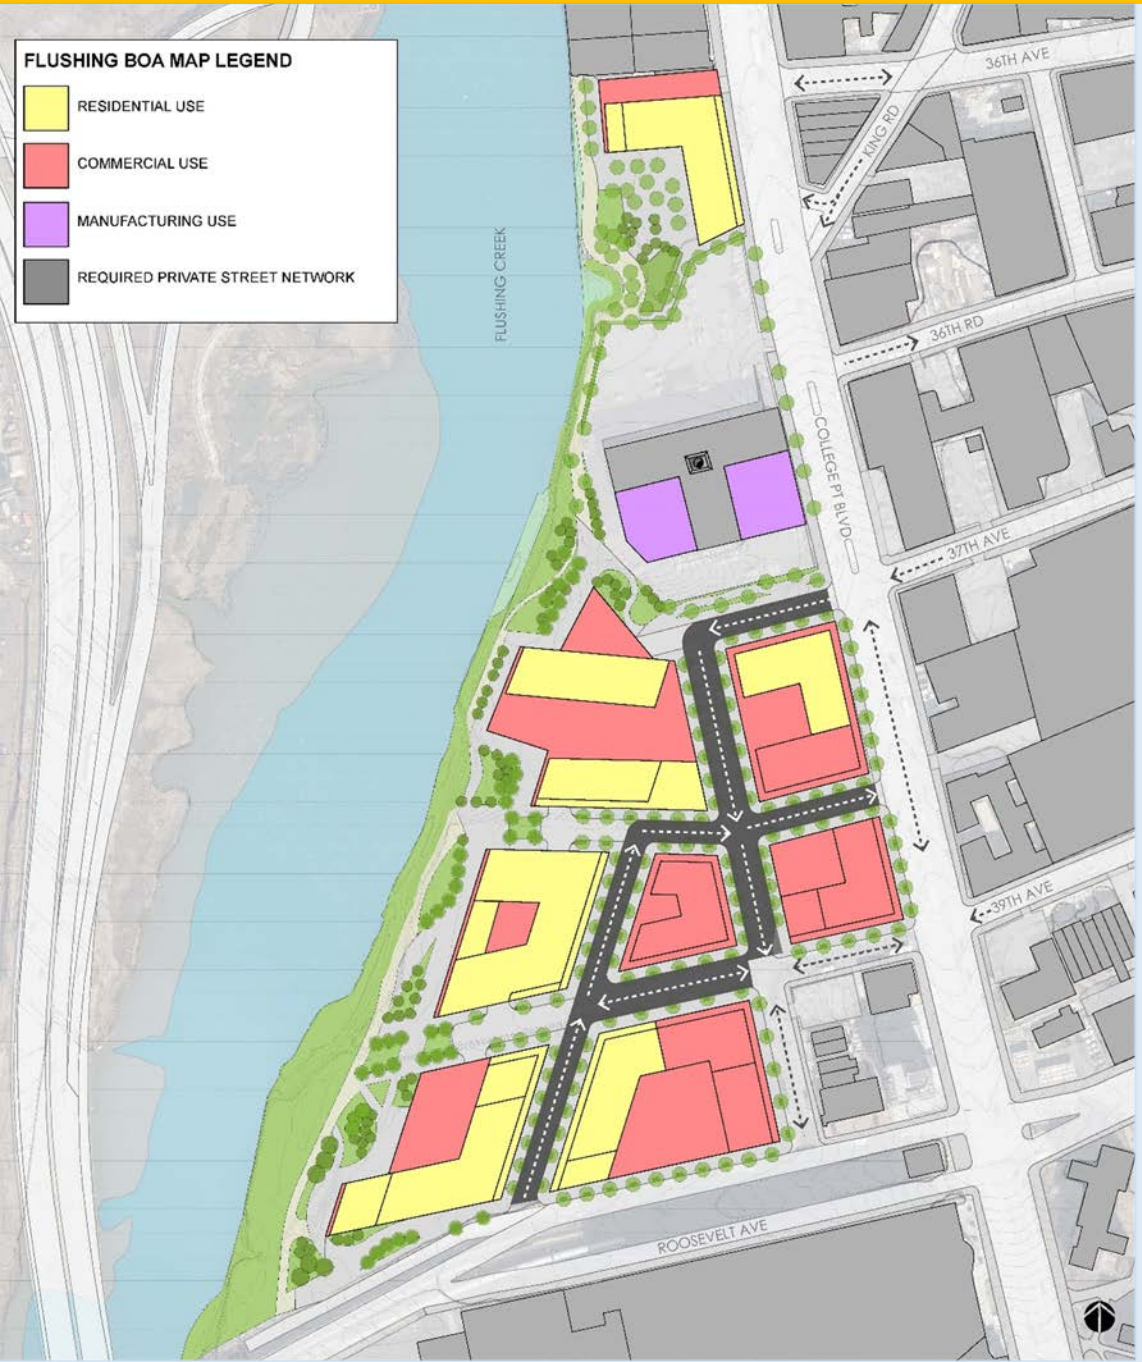 FLUSHING BOA MAP LEGEND
RESIDENTIAL USE
COMMERCIAL USE
MANUFACTURING USE
REQUIRED PRIVATE STREET NETWORK
36TH AVE
KING RD
FLUSHING CREEK
36TH RD
COLLEGE PT BLVD
37TH AVE
39TH AVE
ROOSEVELT AVE